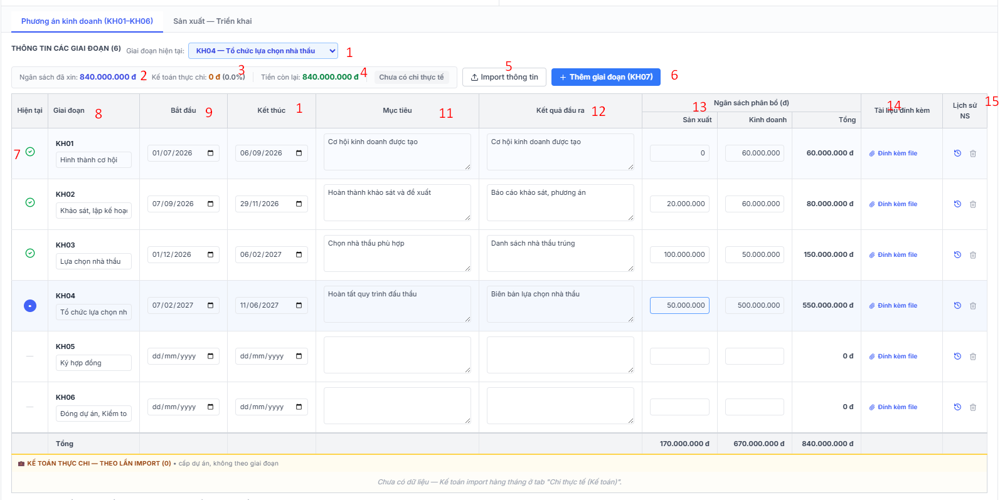 Phương án kinh doanh (KH01–KH06) Sản xuất — Triển khai
THÔNG TIN CÁC GIAI ĐOẠN (6) Giai đoạn hiện tại: KH04 — Tổ chức lựa chọn nhà thầu 1
Ngân sách đã xin: 840.000.000 đ 2 Kế toán thực chi: 0 đ (0.0%) 3 Tiền còn lại: 840.000.000 đ 4 Chưa có chi thực tế 5 Import thông tin + Thêm giai đoạn (KH07) 6
Hiện tại Giai đoạn 8 Bắt đầu 9 Kết thúc 1 Mục tiêu 11 Kết quả đầu ra 12 Ngân sách phân bổ (đ) 13 Tài liệu đính kèm 14 Lịch sử NS 15
Sản xuất Kinh doanh Tổng
7 KH01
Hình thành cơ hội 01/07/2026 06/09/2026 Cơ hội kinh doanh được tạo Cơ hội kinh doanh được tạo 0 60.000.000 60.000.000 đ Đính kèm file
KH02
Khảo sát, lập kế hoạ 07/09/2026 29/11/2026 Hoàn thành khảo sát và đề xuất Báo cáo khảo sát, phương án 20.000.000 60.000.000 80.000.000 đ Đính kèm file
KH03
Lựa chọn nhà thầu 01/12/2026 06/02/2027 Chọn nhà thầu phù hợp Danh sách nhà thầu trúng 100.000.000 50.000.000 150.000.000 đ Đính kèm file
KH04
Tổ chức lựa chọn nh 07/02/2027 11/06/2027 Hoàn tất quy trình đấu thầu Biên bản lựa chọn nhà thầu 50.000.000 500.000.000 550.000.000 đ Đính kèm file
KH05
— Ký hợp đồng dd/mm/yyyy dd/mm/yyyy 0 đ Đính kèm file
KH06
— Đóng dự án, Kiểm to dd/mm/yyyy dd/mm/yyyy 0 đ Đính kèm file
Tổng 170.000.000 đ 670.000.000 đ 840.000.000 đ
KẾ TOÁN THỰC CHI — THEO LẦN IMPORT (0) • cấp dự án, không theo giai đoạn
Chưa có dữ liệu — Kế toán import hàng tháng ở tab "Chi thực tế (Kế toán)".